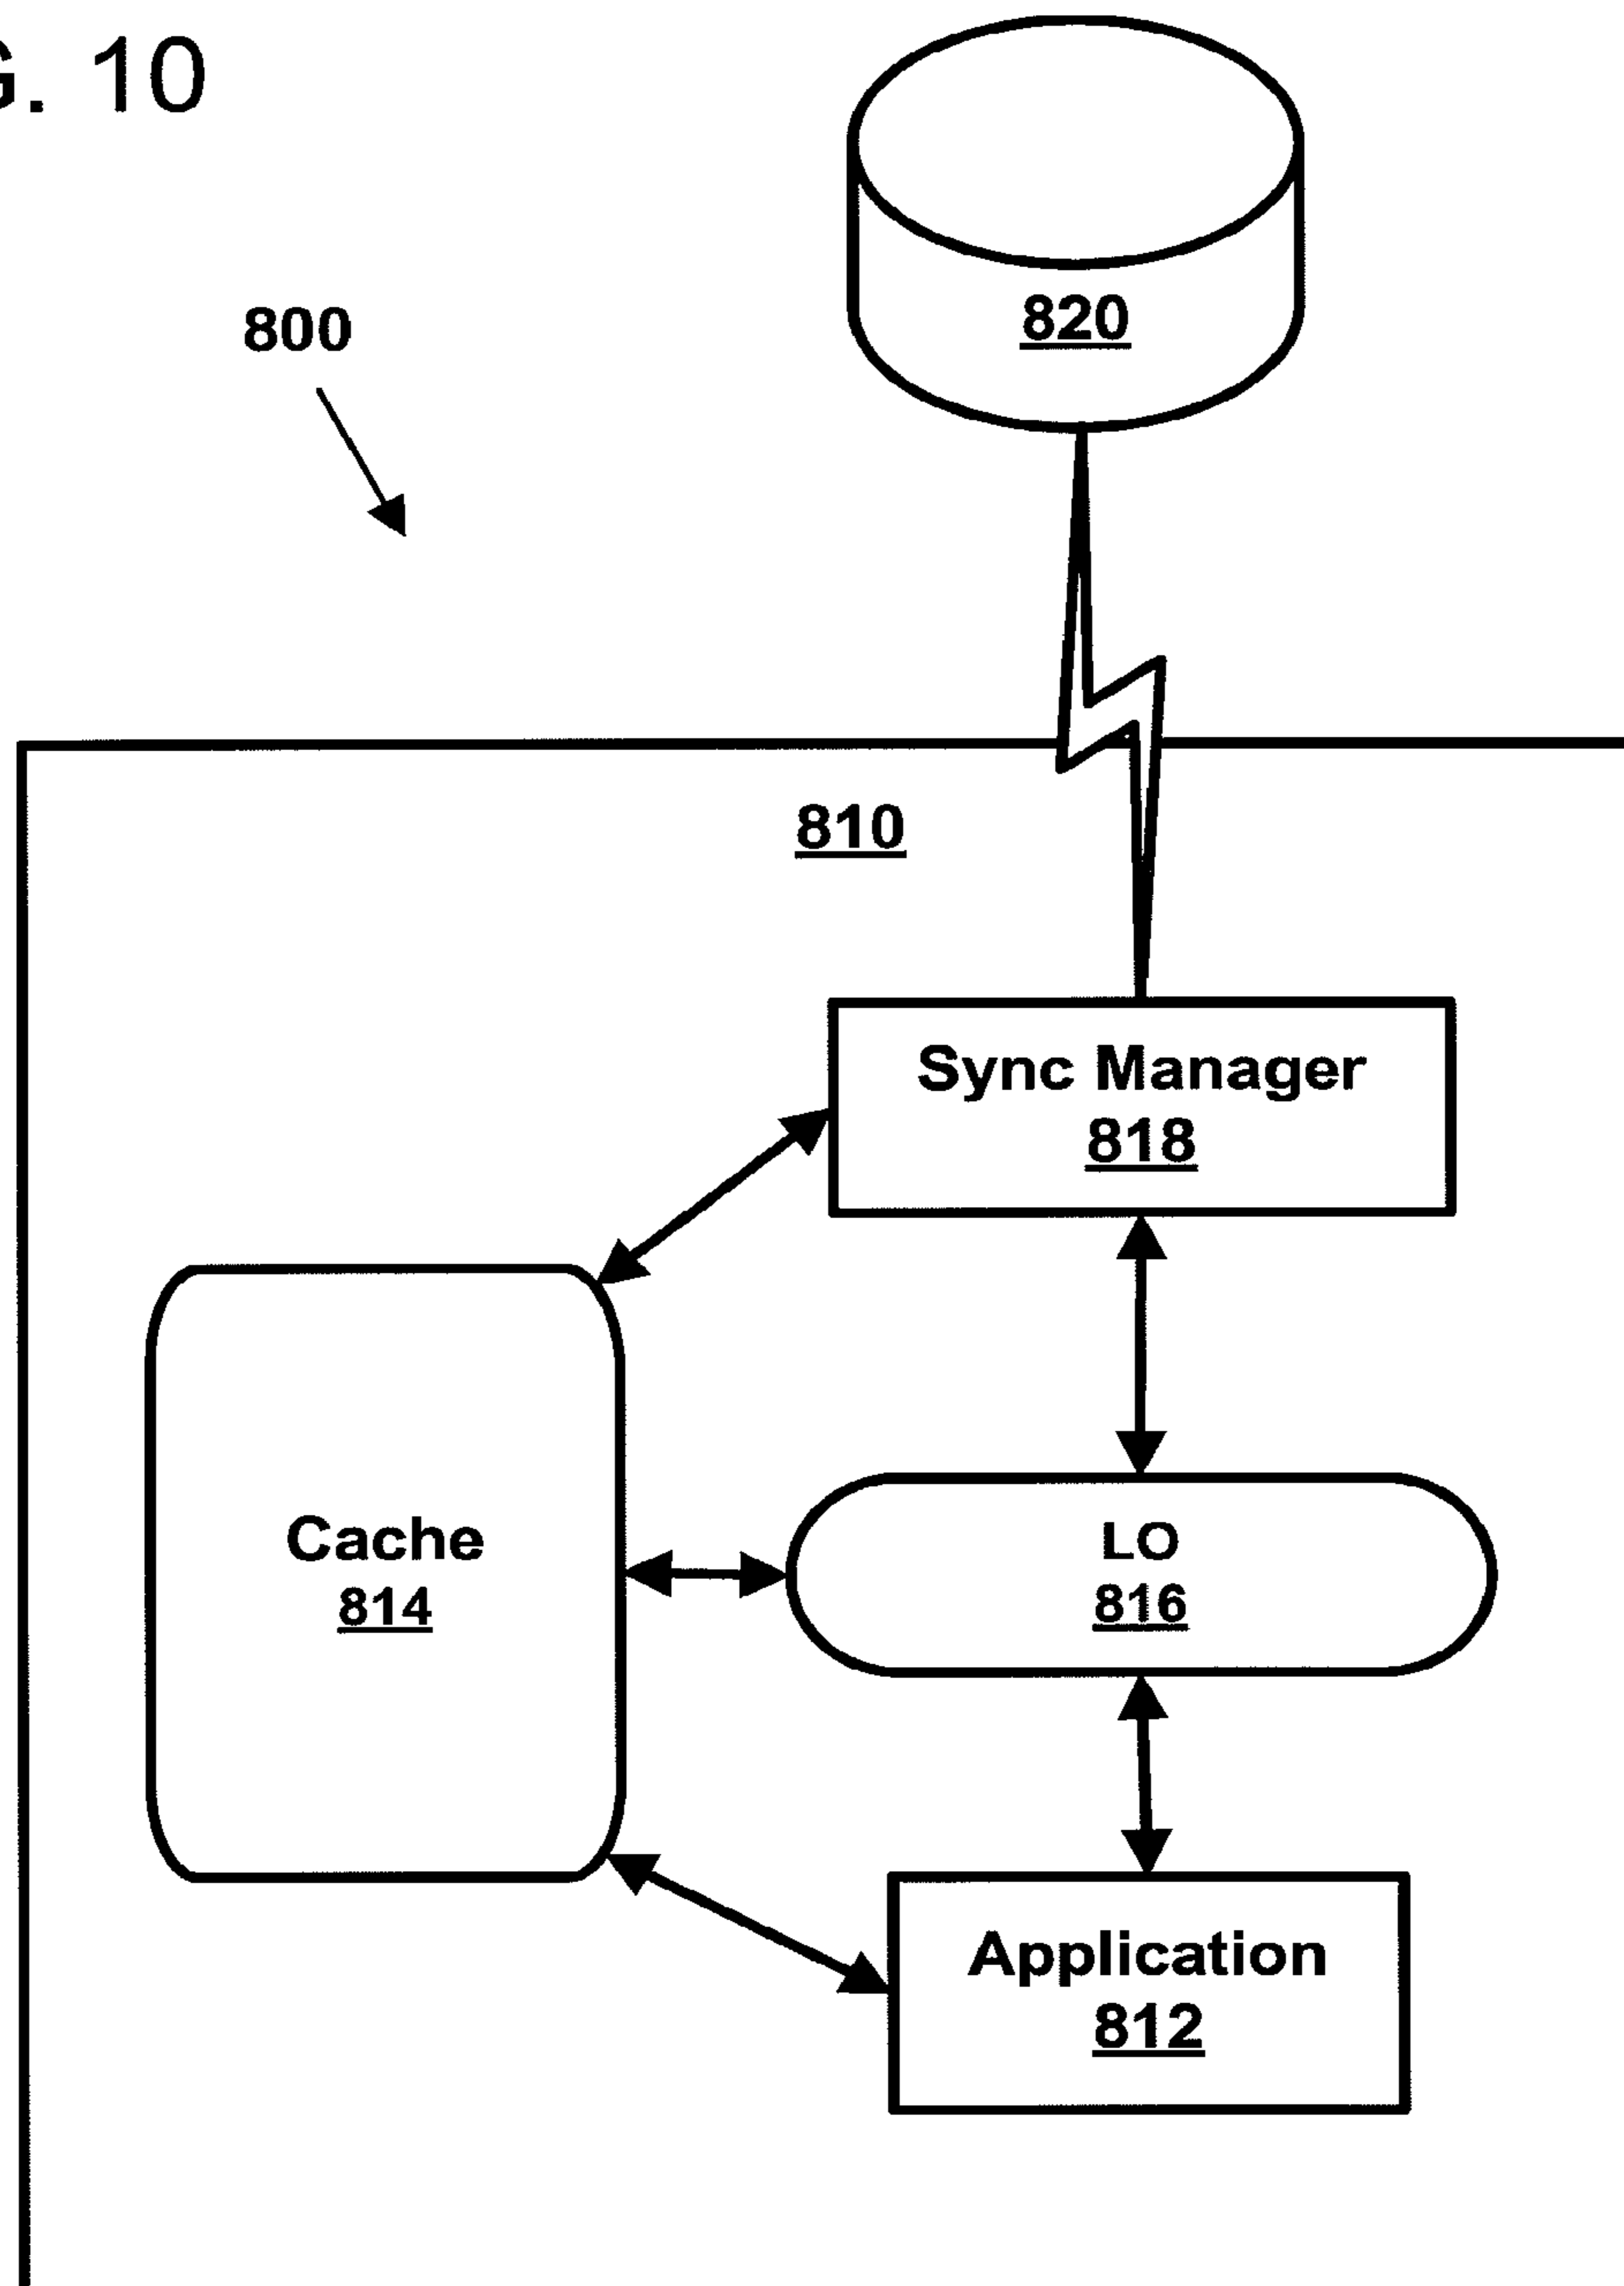 G. 10
820
800
810
Sync Manager
818
Cache
814
LO
816
Application
812